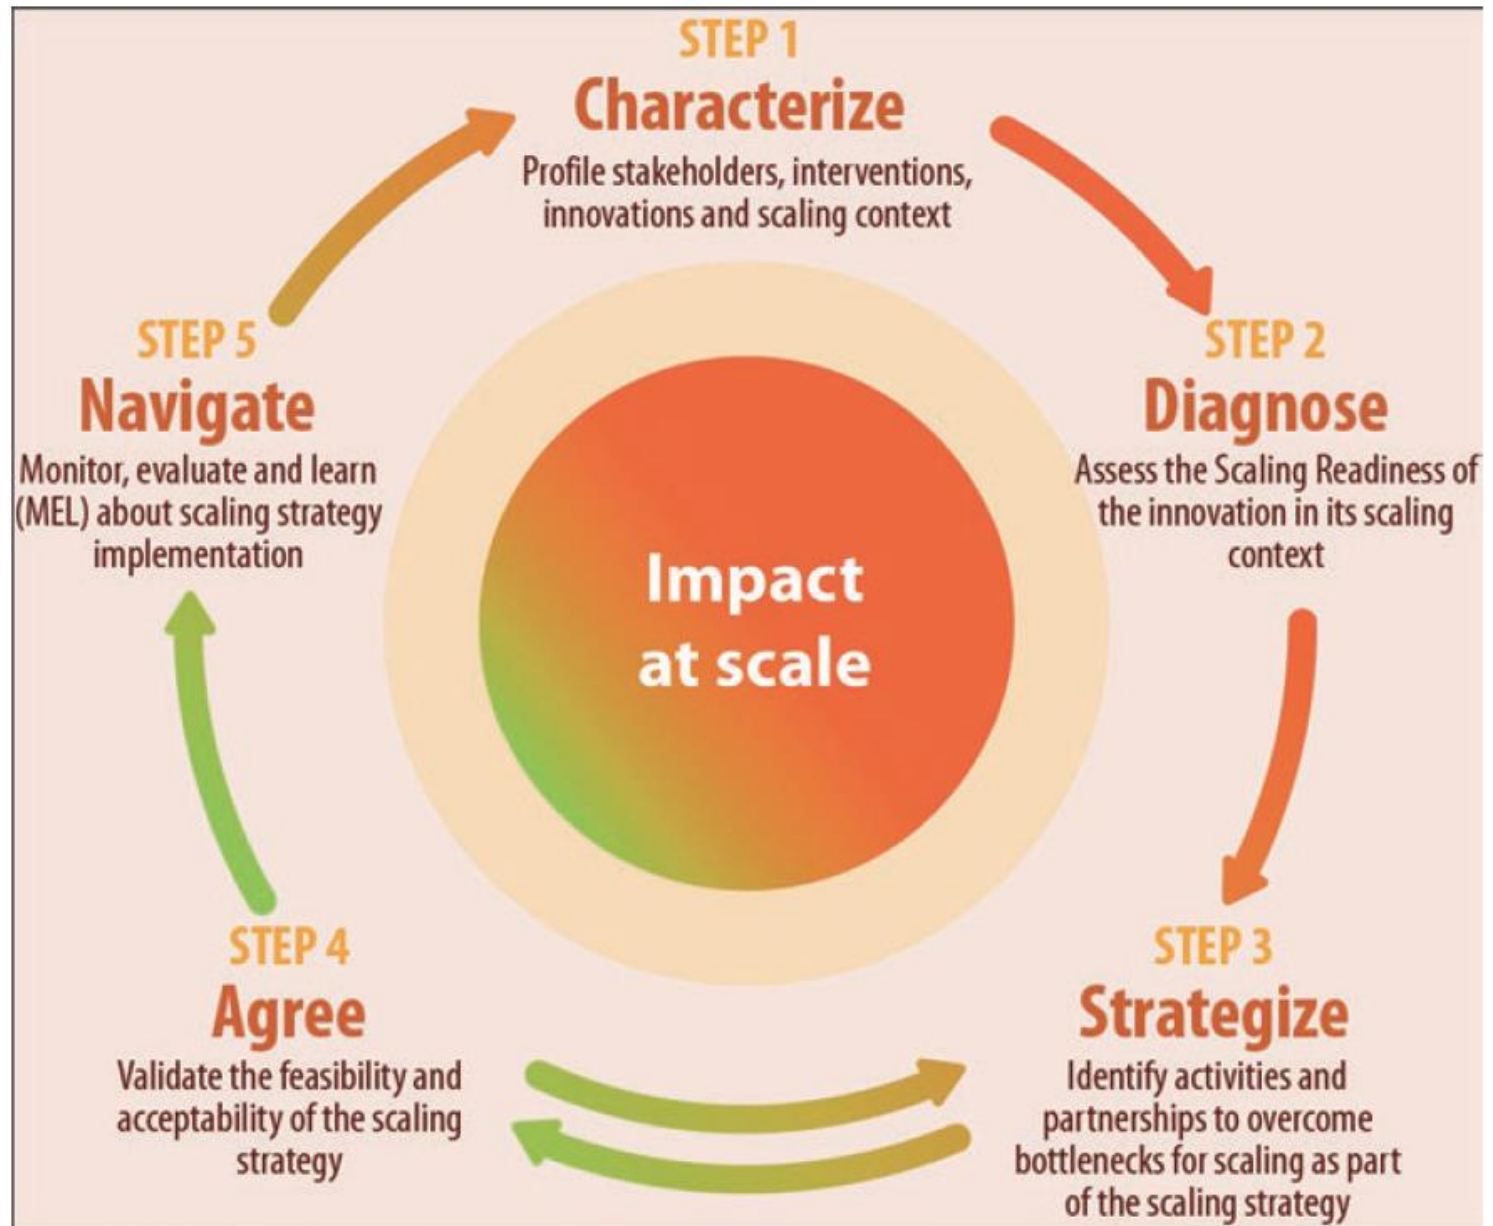 STEP 1
Characterize
Profile stakeholders, interventions,
innovations and scaling context
STEP 2
Diagnose
Assess the Scaling Readiness of
the innovation in its scaling
context
STEP 3
Strategize
Identify activities and
partnerships to overcome
bottlenecks for scaling as part
of the scaling strategy
STEP 4
Agree
Validate the feasibility and
acceptability of the scaling
strategy
STEP 5
Navigate
Monitor, evaluate and learn
(MEL) about scaling strategy
implementation
Impact
at scale